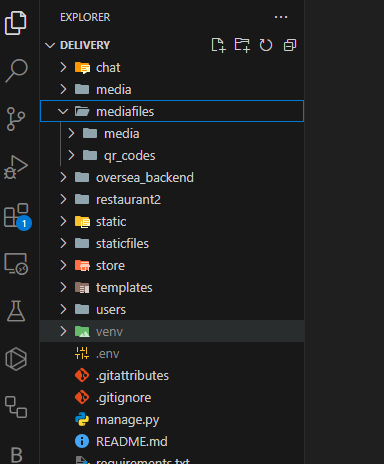 EXPLORER
DELIVERY
chat
media
mediafiles
media
qr_codes
oversea_backend
restaurant2
static
staticfiles
store
templates
users
1
venv
.env
.gitattributes
.gitignore
manage.py
README.md
requirements.txt